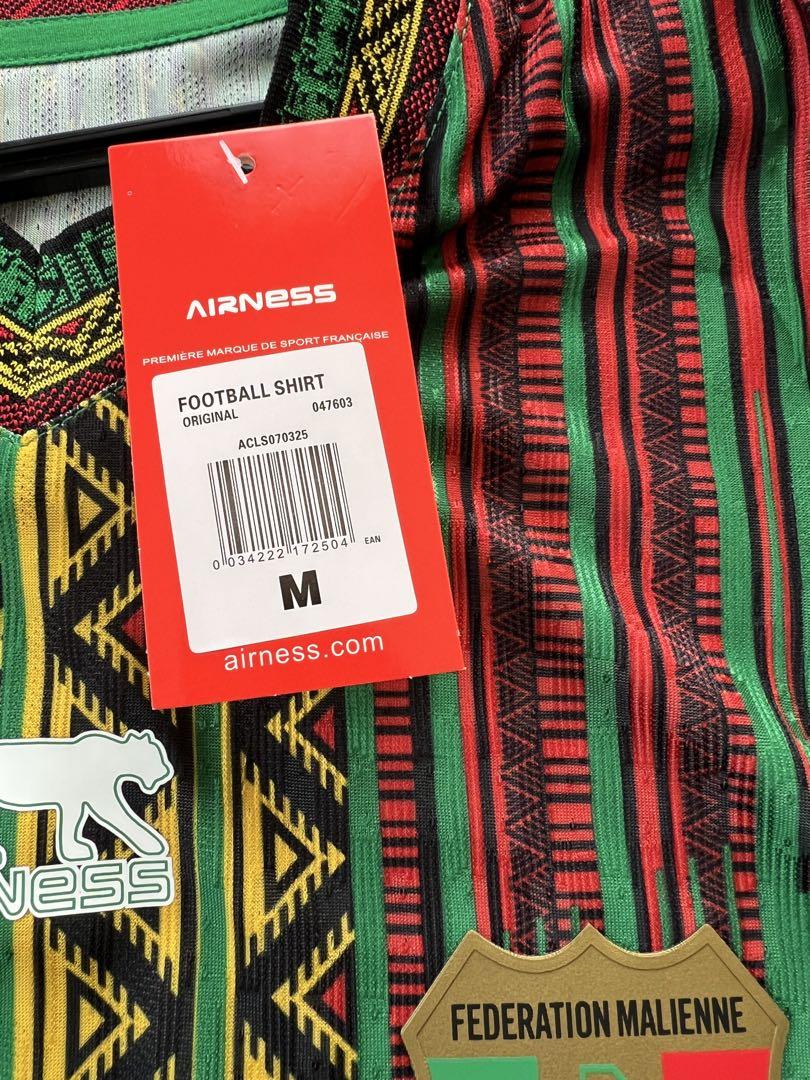 AIRNESS
PREMIÈRE MARQUE DE SPORT FRANÇAISE
FOOTBALL SHIRT
ORIGINAL 047603
ACLS070325
0 034222 172504 EAN
M
airness.com
NESS
FEDERATION MALIENNE